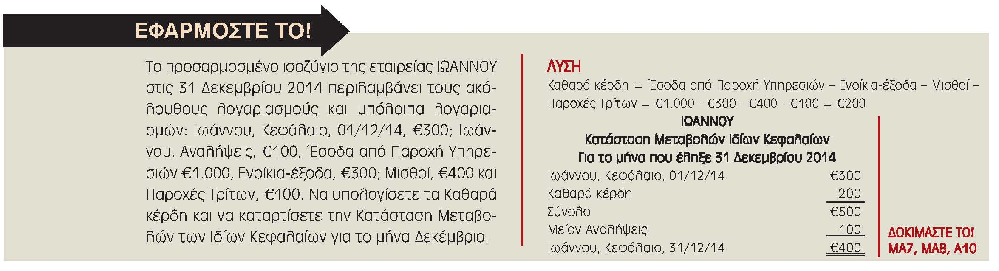 ΕΦΑΡΜΟΣΤΕ ΤΟ!
Το προσαρμοσμένο ισοζύγιο της εταιρείας ΙΩΑΝΝΟΥ
στις 31 Δεκεμβρίου 2014 περιλαμβάνει τους ακό-
λουθους λογαριασμούς και υπόλοιπα λογαρια-
σμών: Ιωάννου, Κεφάλαιο, 01/12/14, €300; Ιωάν-
νου, Αναλήψεις, €100, Έσοδα από Παροχή Υπηρε-
σιών €1.000, Ενοίκια-έξοδα, €300; Μισθοί, €400 και
Παροχές Τρίτων, €100. Να υπολογίσετε τα Καθαρά
κέρδη και να καταρτίσετε την Κατάσταση Μεταβο-
λών των Ιδίων Κεφαλαίων για το μήνα Δεκέμβριο.
ΛΥΣΗ
Καθαρά κέρδη = Έσοδα από Παροχή Υπηρεσιών – Ενοίκια-έξοδα – Μισθοί –
Παροχές Τρίτων = €1.000 - €300 - €400 - €100 = €200
ΙΩΑΝΝΟΥ
Κατάσταση Μεταβολών Ιδίων Κεφαλαίων
Για το μήνα που έληξε 31 Δεκεμβρίου 2014
Ιωάννου, Κεφάλαιο, 01/12/14 €300
Καθαρά κέρδη 200
Σύνολο €500
Μείον Αναλήψεις 100
Ιωάννου, Κεφάλαιο, 31/12/14 €400
ΔΟΚΙΜΑΣΤΕ ΤΟ!
ΜΑ7, ΜΑ8, Α10